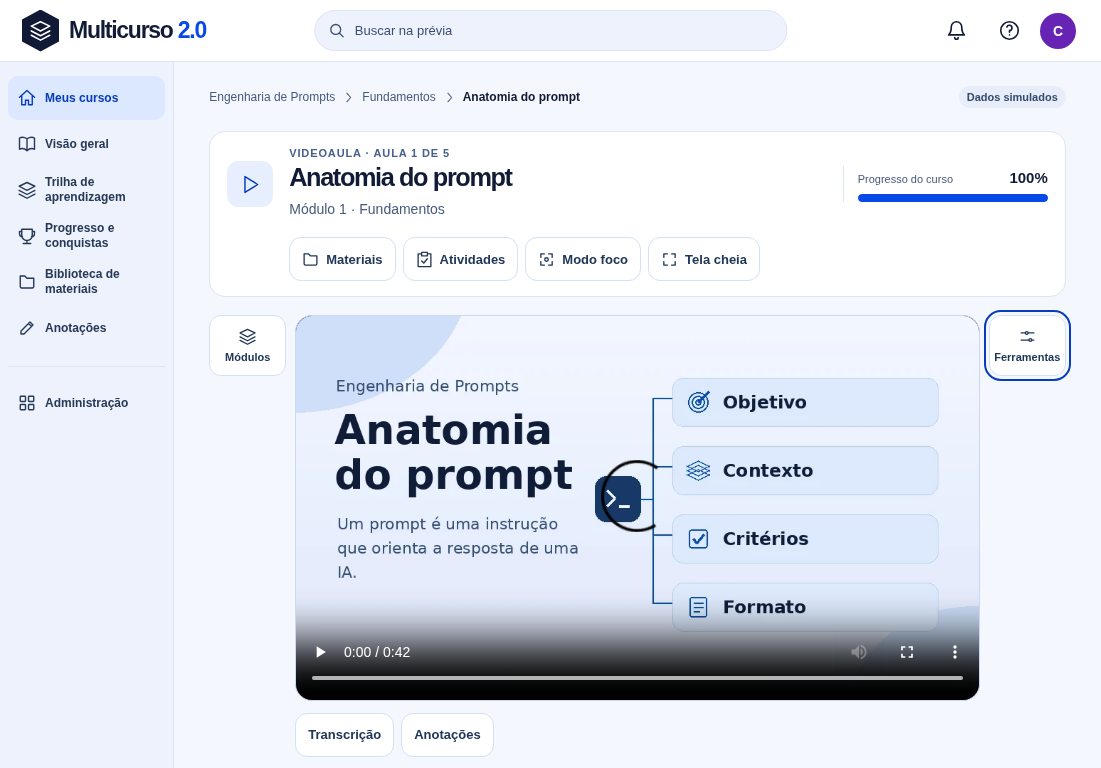 Multicurso 2.0
Buscar na prévia
C
Meus cursos
Visão geral
Trilha de
aprendizagem
Progresso e
conquistas
Biblioteca de
materiais
Anotações
Administração
Engenharia de Prompts
Fundamentos
Anatomia do prompt
Dados simulados
VIDEOAULA · AULA 1 DE 5
Anatomia do prompt
Módulo 1 · Fundamentos
Progresso do curso
100%
Materiais
Atividades
Modo foco
Tela cheia
Módulos
Engenharia de Prompts
Anatomia
do prompt
Um prompt é uma instrução
que orienta a resposta de uma
IA.
Objetivo
Contexto
Critérios
Formato
0:00 / 0:42
Ferramentas
Transcrição
Anotações